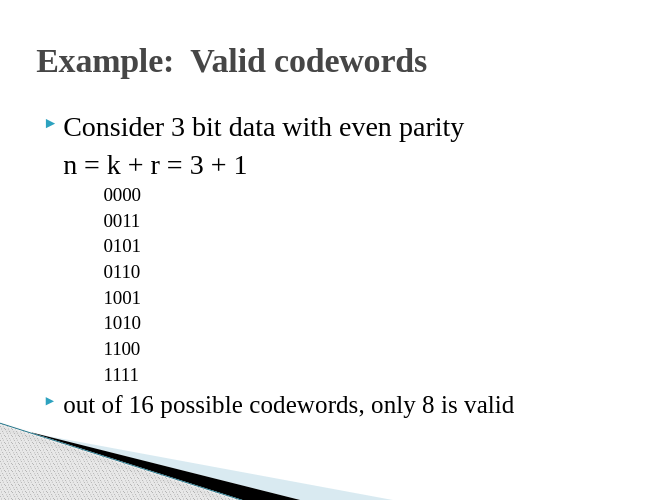 Example:  Valid codewords
Consider 3 bit data with even parity
n = k + r = 3 + 1
0000
0011
0101
0110
1001
1010
1100
1111
out of 16 possible codewords, only 8 is valid